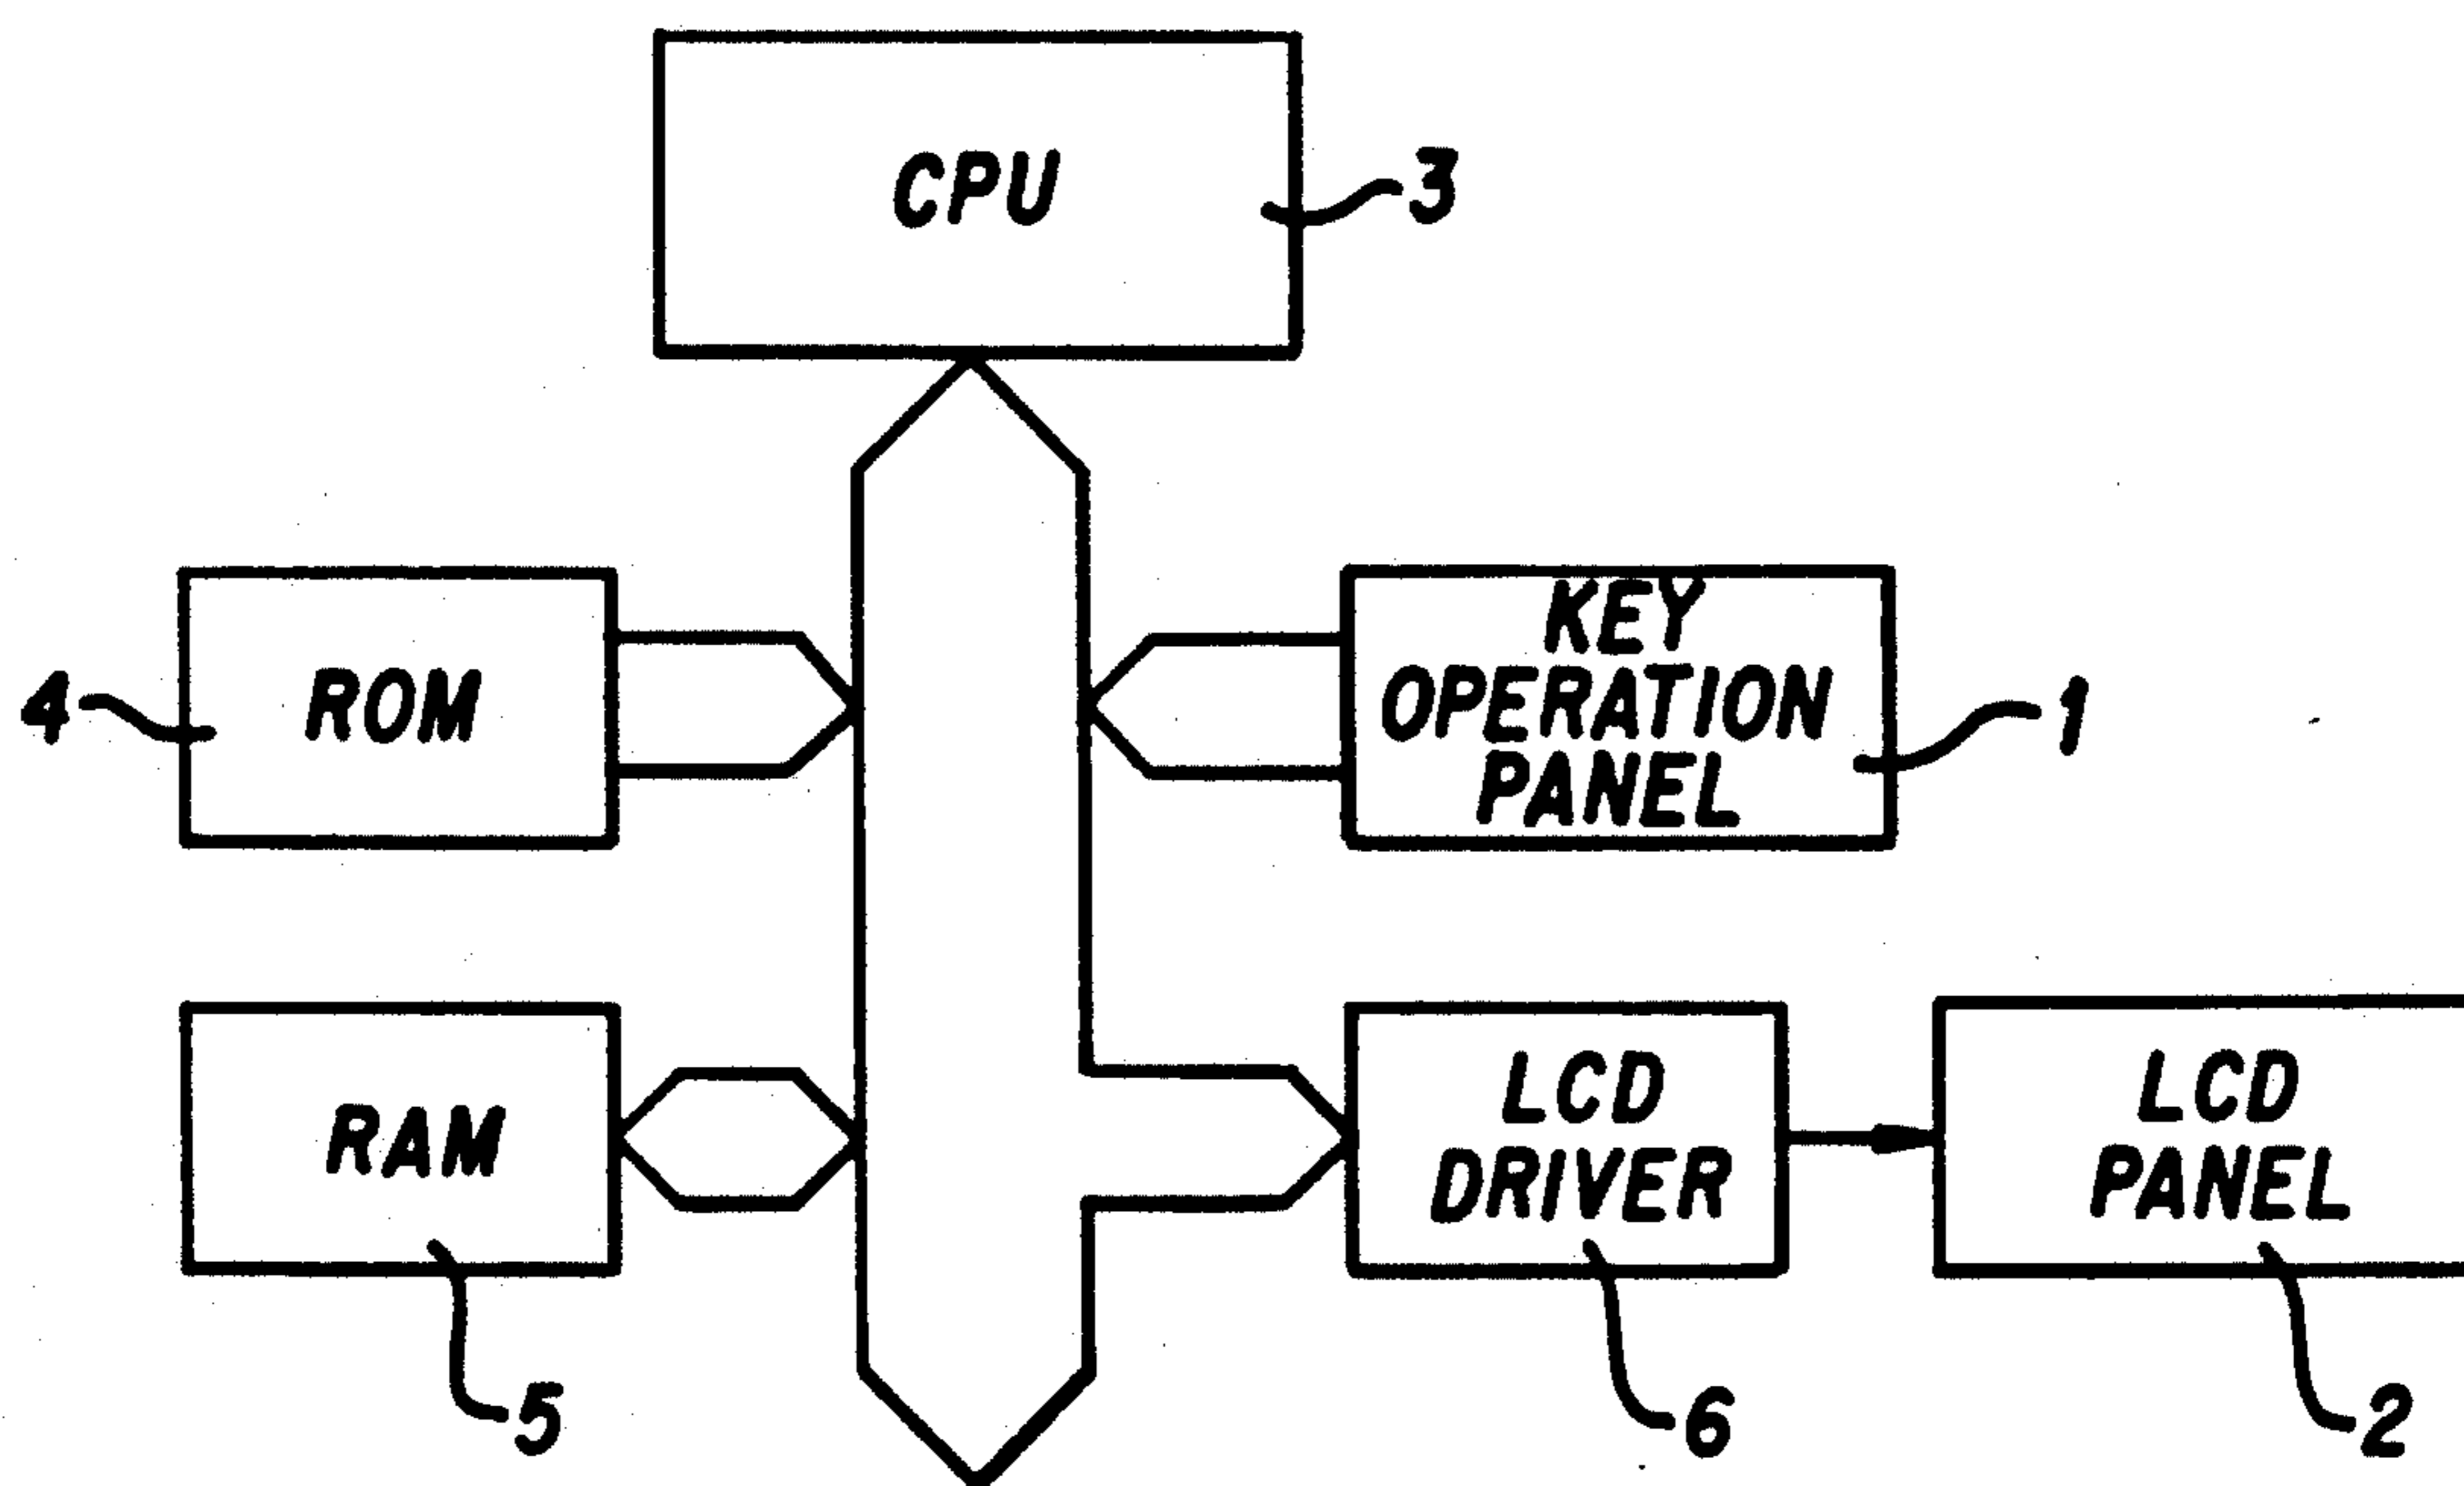 CPU
3
4
ROM
KEY
OPERATION
PANEL
1
RAM
5
LCD
DRIVER
6
LCD
PANEL
2